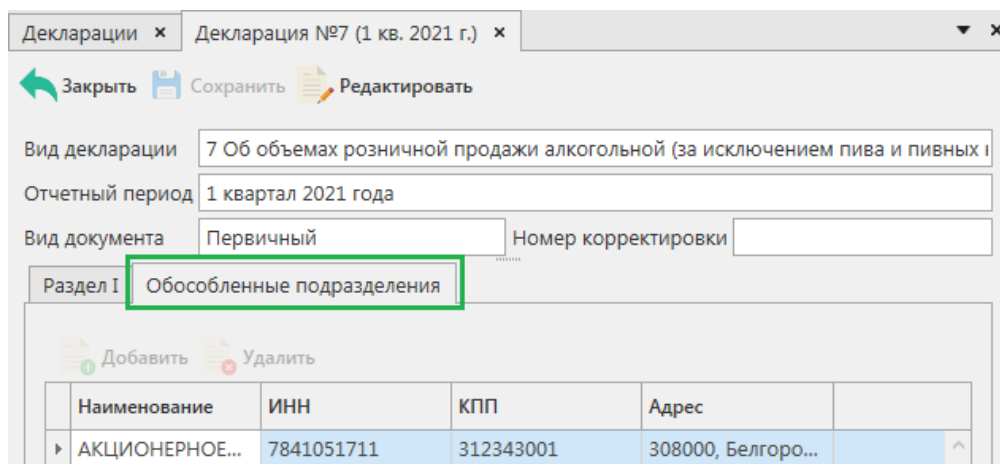 Декларации × Декларация №7 (1 кв. 2021 г.) ×
Закрыть Сохранить Редактировать
Вид декларации 7 Об объемах розничной продажи алкогольной (за исключением пива и пивных
Отчетный период 1 квартал 2021 года
Вид документа Первичный Номер корректировки
Раздел I Обособленные подразделения
Добавить Удалить
Наименование ИНН КПП Адрес
АКЦИОНЕРНОЕ... 7841051711 312343001 308000, Белгоро...